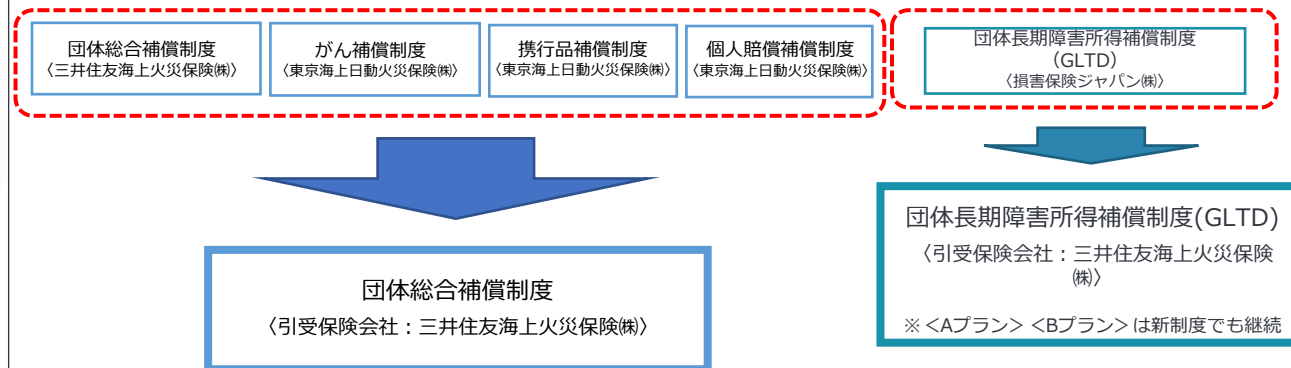 団体総合補償制度
〈三井住友海上火災保険㈱〉
がん補償制度
〈東京海上日動火災保険㈱〉
携行品補償制度
〈東京海上日動火災保険㈱〉
個人賠償補償制度
〈東京海上日動火災保険㈱〉
団体長期障害所得補償制度
（GLTD）
〈損害保険ジャパン㈱〉
団体総合補償制度
〈引受保険会社：三井住友海上火災保険㈱〉
団体長期障害所得補償制度(GLTD)
〈引受保険会社：三井住友海上火災保険
㈱〉
※ <Aプラン> <Bプラン> は新制度でも継続